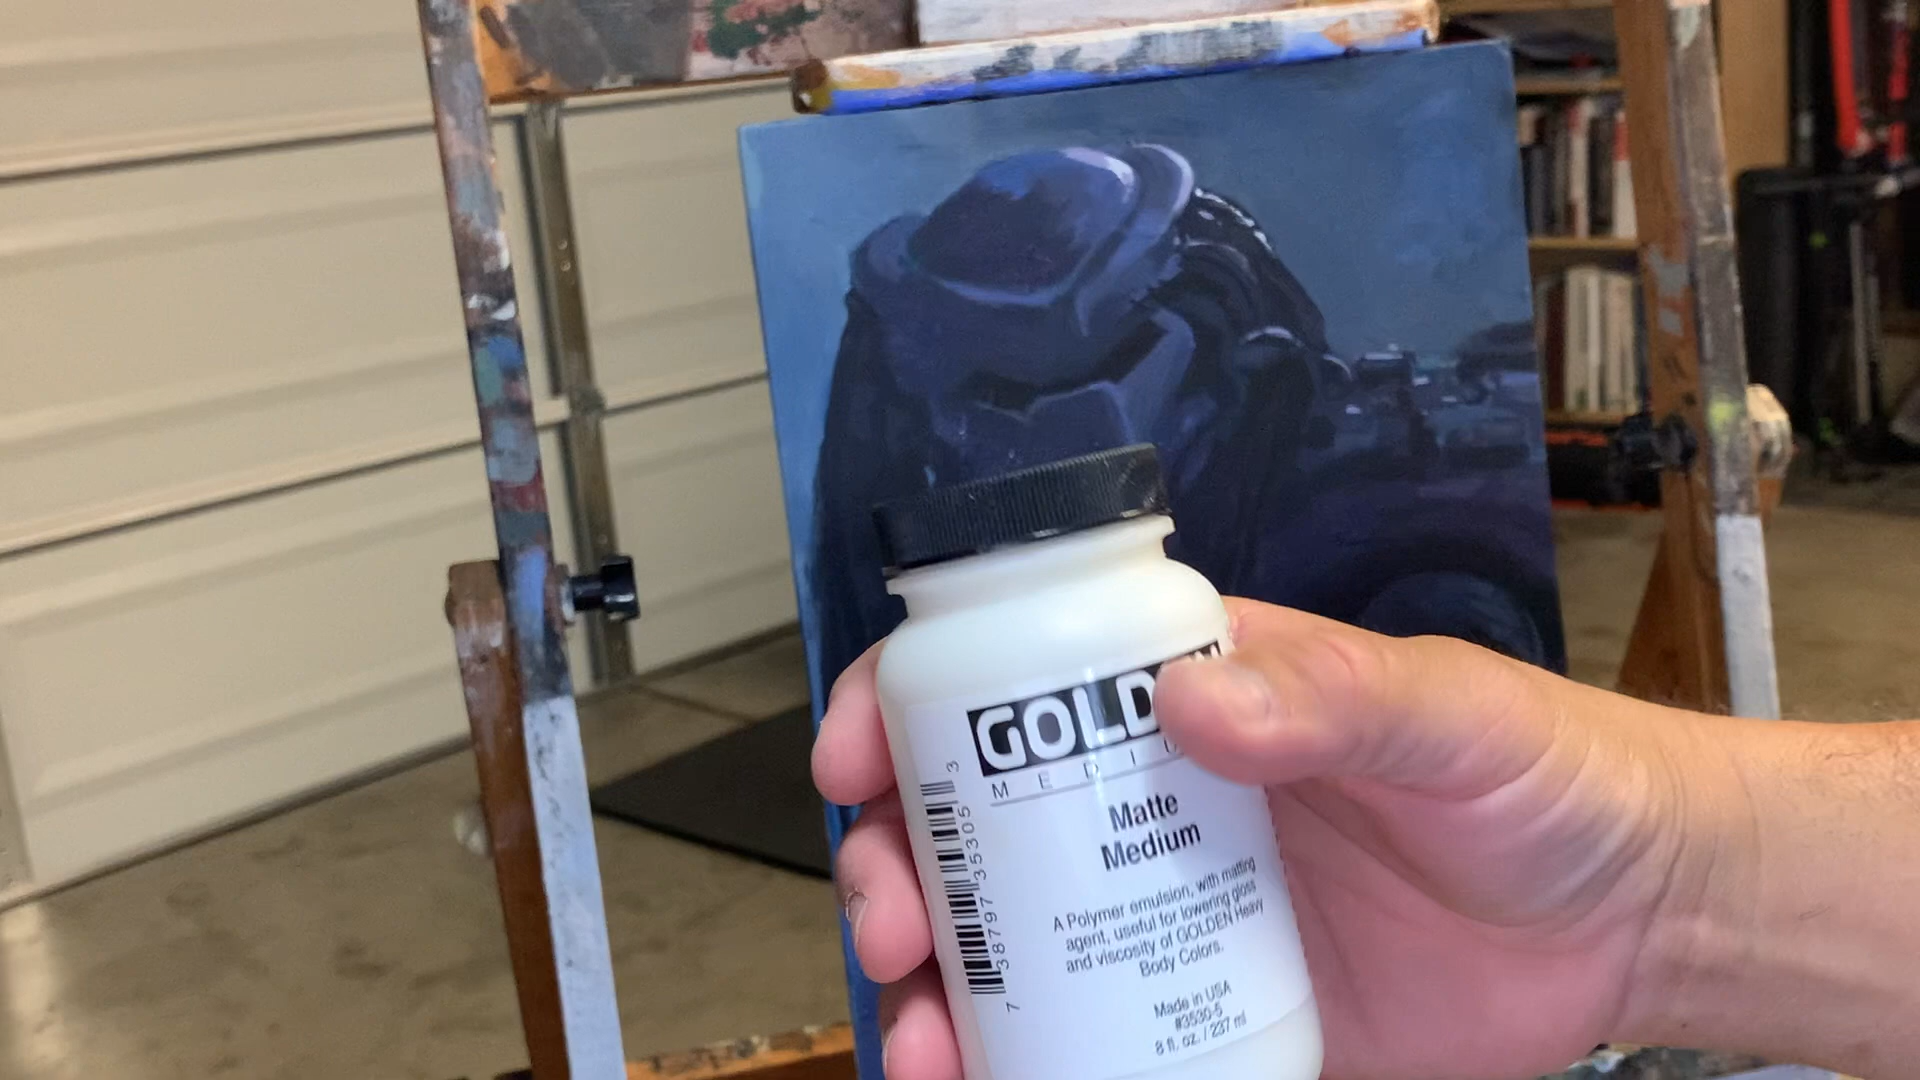 MEDIU
Matte
Medium
A Polymer emulsion, with matting
agent, useful for lowering gloss
and viscosity of GOLDEN Heavy
Body Colors.
Made in USA
#3530-5
8 fl. oz. / 237 ml
7 38797 35305 3